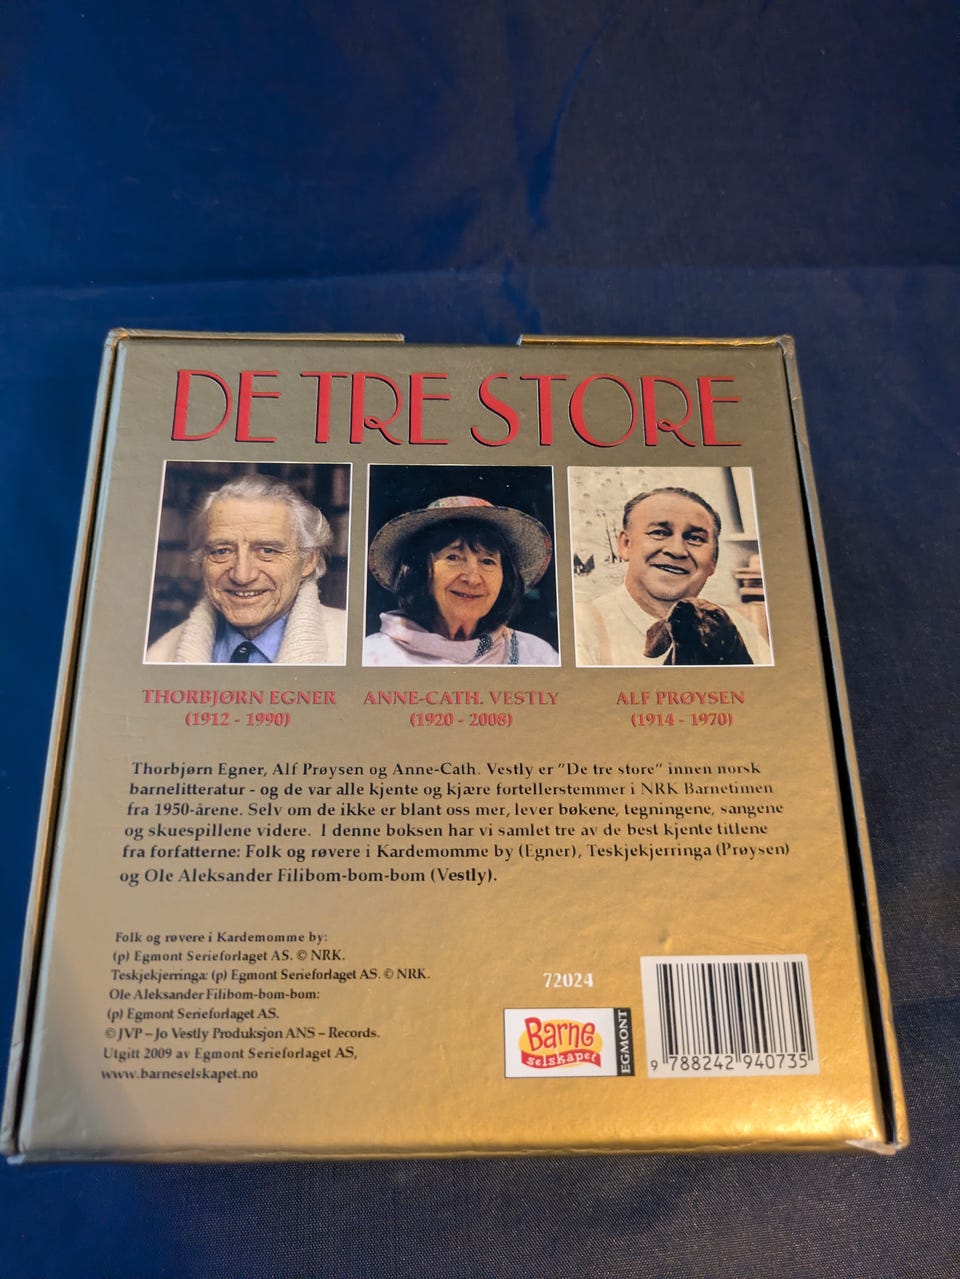 DE TRE STORE
THORBJØRN EGNER
(1912 - 1990)
ANNE-CATH. VESTLY
(1920 - 2008)
ALF PRØYSEN
(1914 - 1970)
Thorbjørn Egner, Alf Prøysen og Anne-Cath. Vestly er "De tre store" innen norsk
barnelitteratur - og de var alle kjente og kjære fortellerstemmer i NRK Barnetimen
fra 1950-årene. Selv om de ikke er blant oss mer, lever bøkene, tegningene, sangene
og skuespillene videre. I denne boksen har vi samlet tre av de best kjente titlene
fra forfatterne: Folk og røvere i Kardemomme by (Egner), Teskjekjerringa (Prøysen)
og Ole Aleksander Filibom-bom-bom (Vestly).
Folk og røvere i Kardemomme by:
(p) Egmont Serieforlaget AS. © NRK.
Teskjekjerringa: (p) Egmont Serieforlaget AS. © NRK.
Ole Aleksander Filibom-bom-bom:
(p) Egmont Serieforlaget AS.
© JVP – Jo Vestly Produksjon ANS – Records.
Utgitt 2009 av Egmont Serieforlaget AS,
www.barneselskapet.no
72024
Barne
selskapet
EGMONT
9 788242 940735